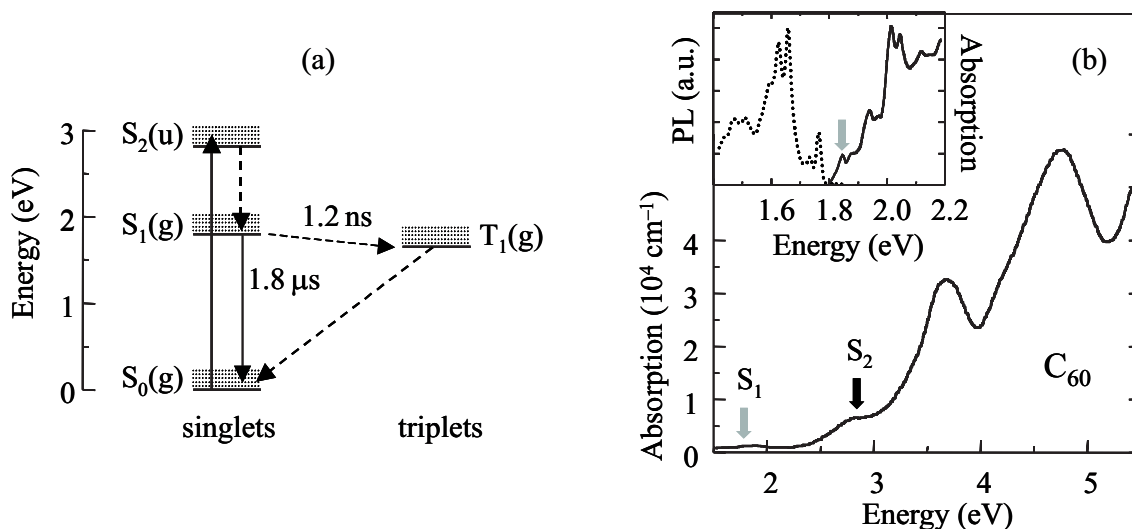 (a)
3
2
1
0
Energy (eV)
S₂(u)
S₁(g)
S₀(g)
1.2 ns
1.8 μs
T₁(g)
singlets
triplets
(b)
PL (a.u.)
Absorption
1.6 1.8 2.0 2.2
Energy (eV)
4
3
2
1
0
Absorption (10⁴ cm⁻¹)
S₁
S₂
C₆₀
2 3 4 5
Energy (eV)